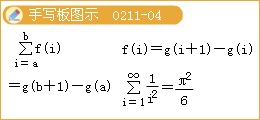 手写板图示 0211-04
b
∑f(i) f(i)=g(i+1)-g(i)
i=a
=g(b+1)-g(a) ∞∑i=1 1/i² = π²/6